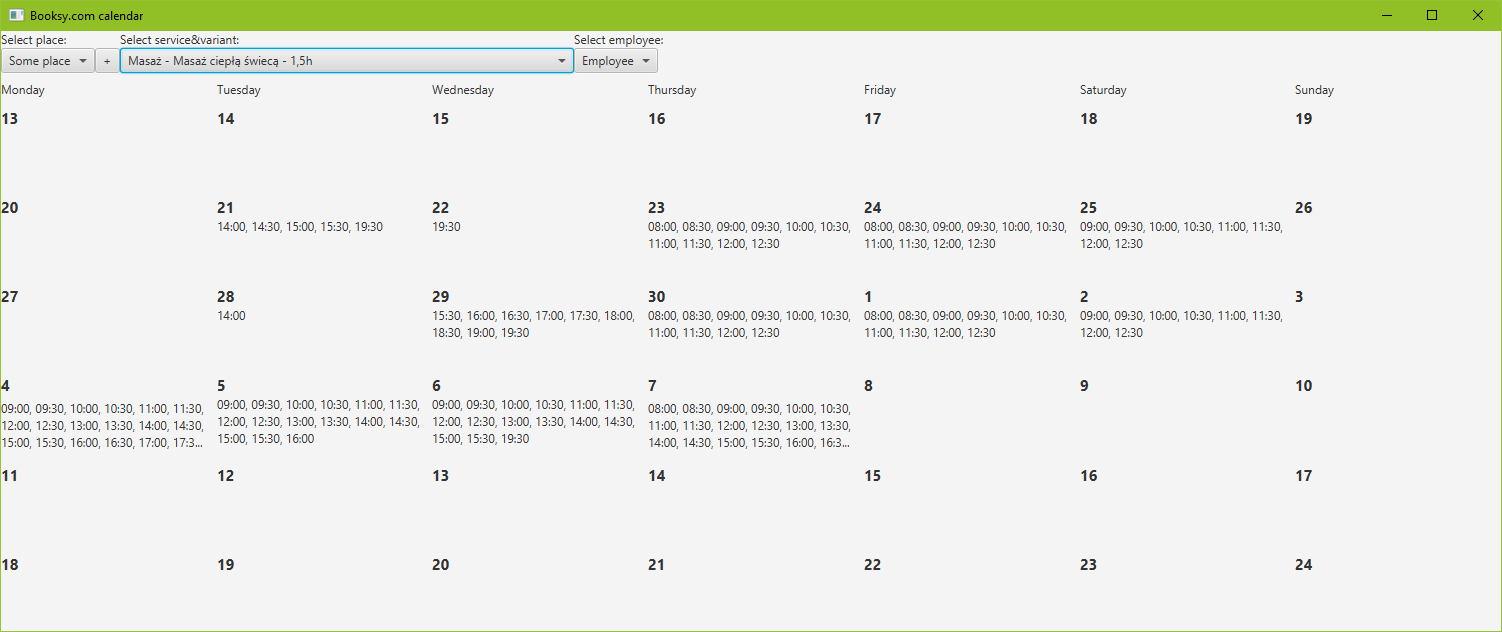 Booksy.com calendar
Select place: Select service&variant: Select employee:
Some place + Masaż - Masaż ciepłą świecą - 1,5h Employee
Monday Tuesday Wednesday Thursday Friday Saturday Sunday
13 14 15 16 17 18 19
20 21 22 23 24 25 26
14:00, 14:30, 15:00, 15:30, 19:30 19:30 08:00, 08:30, 09:00, 09:30, 10:00, 10:30, 08:00, 08:30, 09:00, 09:30, 10:00, 10:30, 09:00, 09:30, 10:00, 10:30, 11:00, 11:30,
11:00, 11:30, 12:00, 12:30 11:00, 11:30, 12:00, 12:30 12:00, 12:30
27 28 29 30 1 2 3
14:00 15:30, 16:00, 16:30, 17:00, 17:30, 18:00, 08:00, 08:30, 09:00, 09:30, 10:00, 10:30, 08:00, 08:30, 09:00, 09:30, 10:00, 10:30, 09:00, 09:30, 10:00, 10:30, 11:00, 11:30,
18:30, 19:00, 19:30 11:00, 11:30, 12:00, 12:30 11:00, 11:30, 12:00, 12:30 12:00, 12:30
4 5 6 7 8 9 10
09:00, 09:30, 10:00, 10:30, 11:00, 11:30, 09:00, 09:30, 10:00, 10:30, 11:00, 11:30, 09:00, 09:30, 10:00, 10:30, 11:00, 11:30, 08:00, 08:30, 09:00, 09:30, 10:00, 10:30,
12:00, 12:30, 13:00, 13:30, 14:00, 14:30, 12:00, 12:30, 13:00, 13:30, 14:00, 14:30, 12:00, 12:30, 13:00, 13:30, 14:00, 14:30, 11:00, 11:30, 12:00, 12:30, 13:00, 13:30,
15:00, 15:30, 16:00, 16:30, 17:00, 17:3... 15:00, 15:30, 16:00 15:00, 15:30, 19:30 14:00, 14:30, 15:00, 15:30, 16:00, 16:3...
11 12 13 14 15 16 17
18 19 20 21 22 23 24